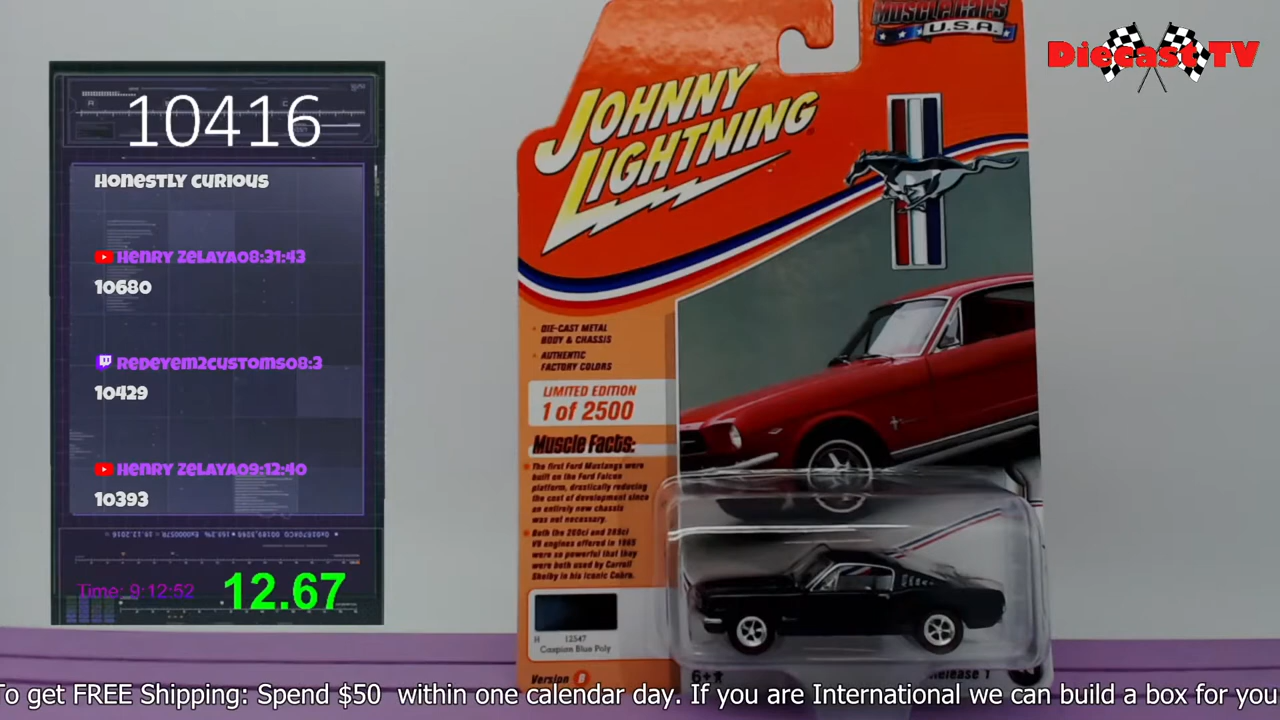 10416
Honestly Curious
Henry Zelaya08:31:43
10680
RedEyeM2Customs08:3
10429
Henry Zelaya09:12:40
10393
Time: 9:12:52
12.67
Muscle Cars
U.S.A.
Johnny
Lightning
• DIE-CAST METAL
BODY & CHASSIS
• AUTHENTIC
FACTORY COLORS
LIMITED EDITION
1 of 2500
Muscle Facts:
The first Ford Mustangs were
built on the Ford Falcon
platform, drastically reducing
the cost of development since
an entirely new chassis
was not necessary.
Both the 260ci and 289ci
V8 engines offered in 1965
were so powerful that they
were both used by Carroll
Shelby in his iconic Cobra.
H 12547
Caspian Blue Poly
Version B
6+
Release 1
Diecast TV
To get FREE Shipping: Spend $50 within one calendar day. If you are International we can build a box for you